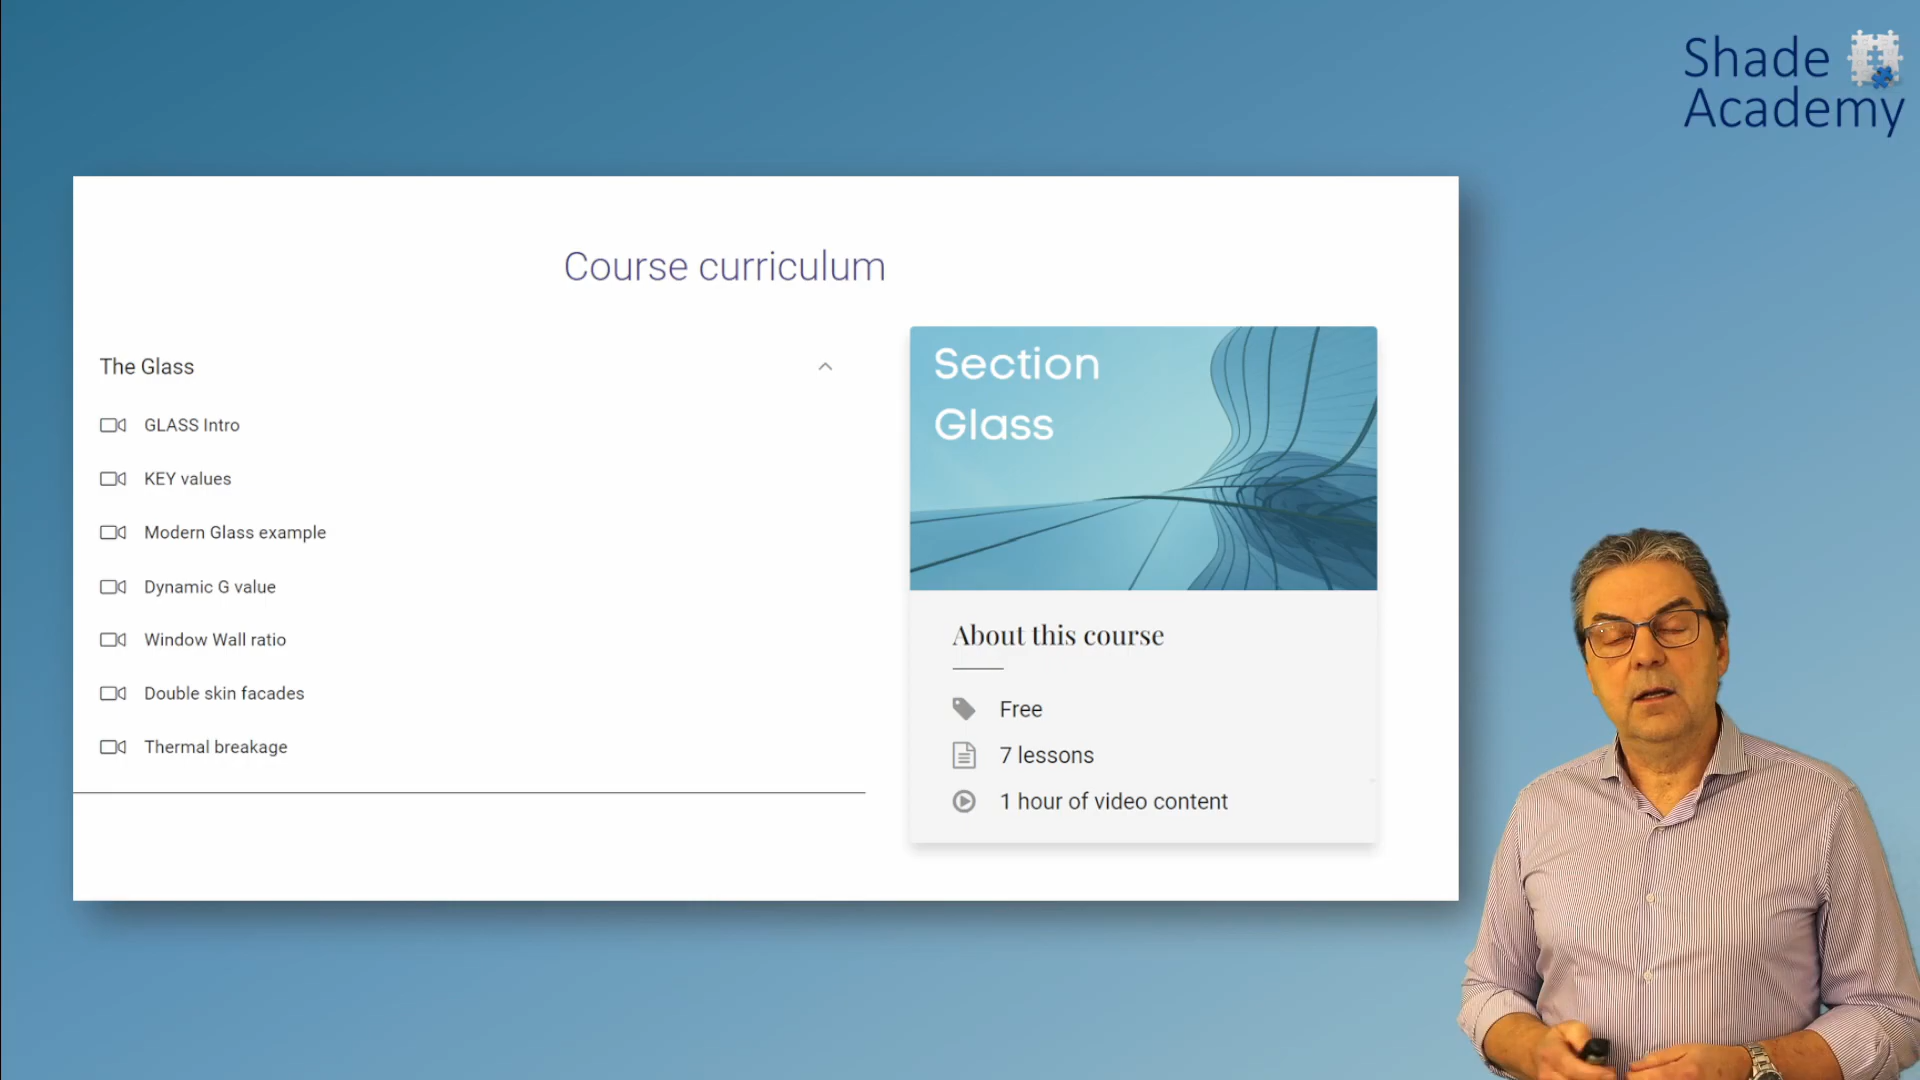 Shade
Academy
Course curriculum
The Glass
GLASS Intro
KEY values
Modern Glass example
Dynamic G value
Window Wall ratio
Double skin facades
Thermal breakage
Section
Glass
About this course
Free
7 lessons
1 hour of video content